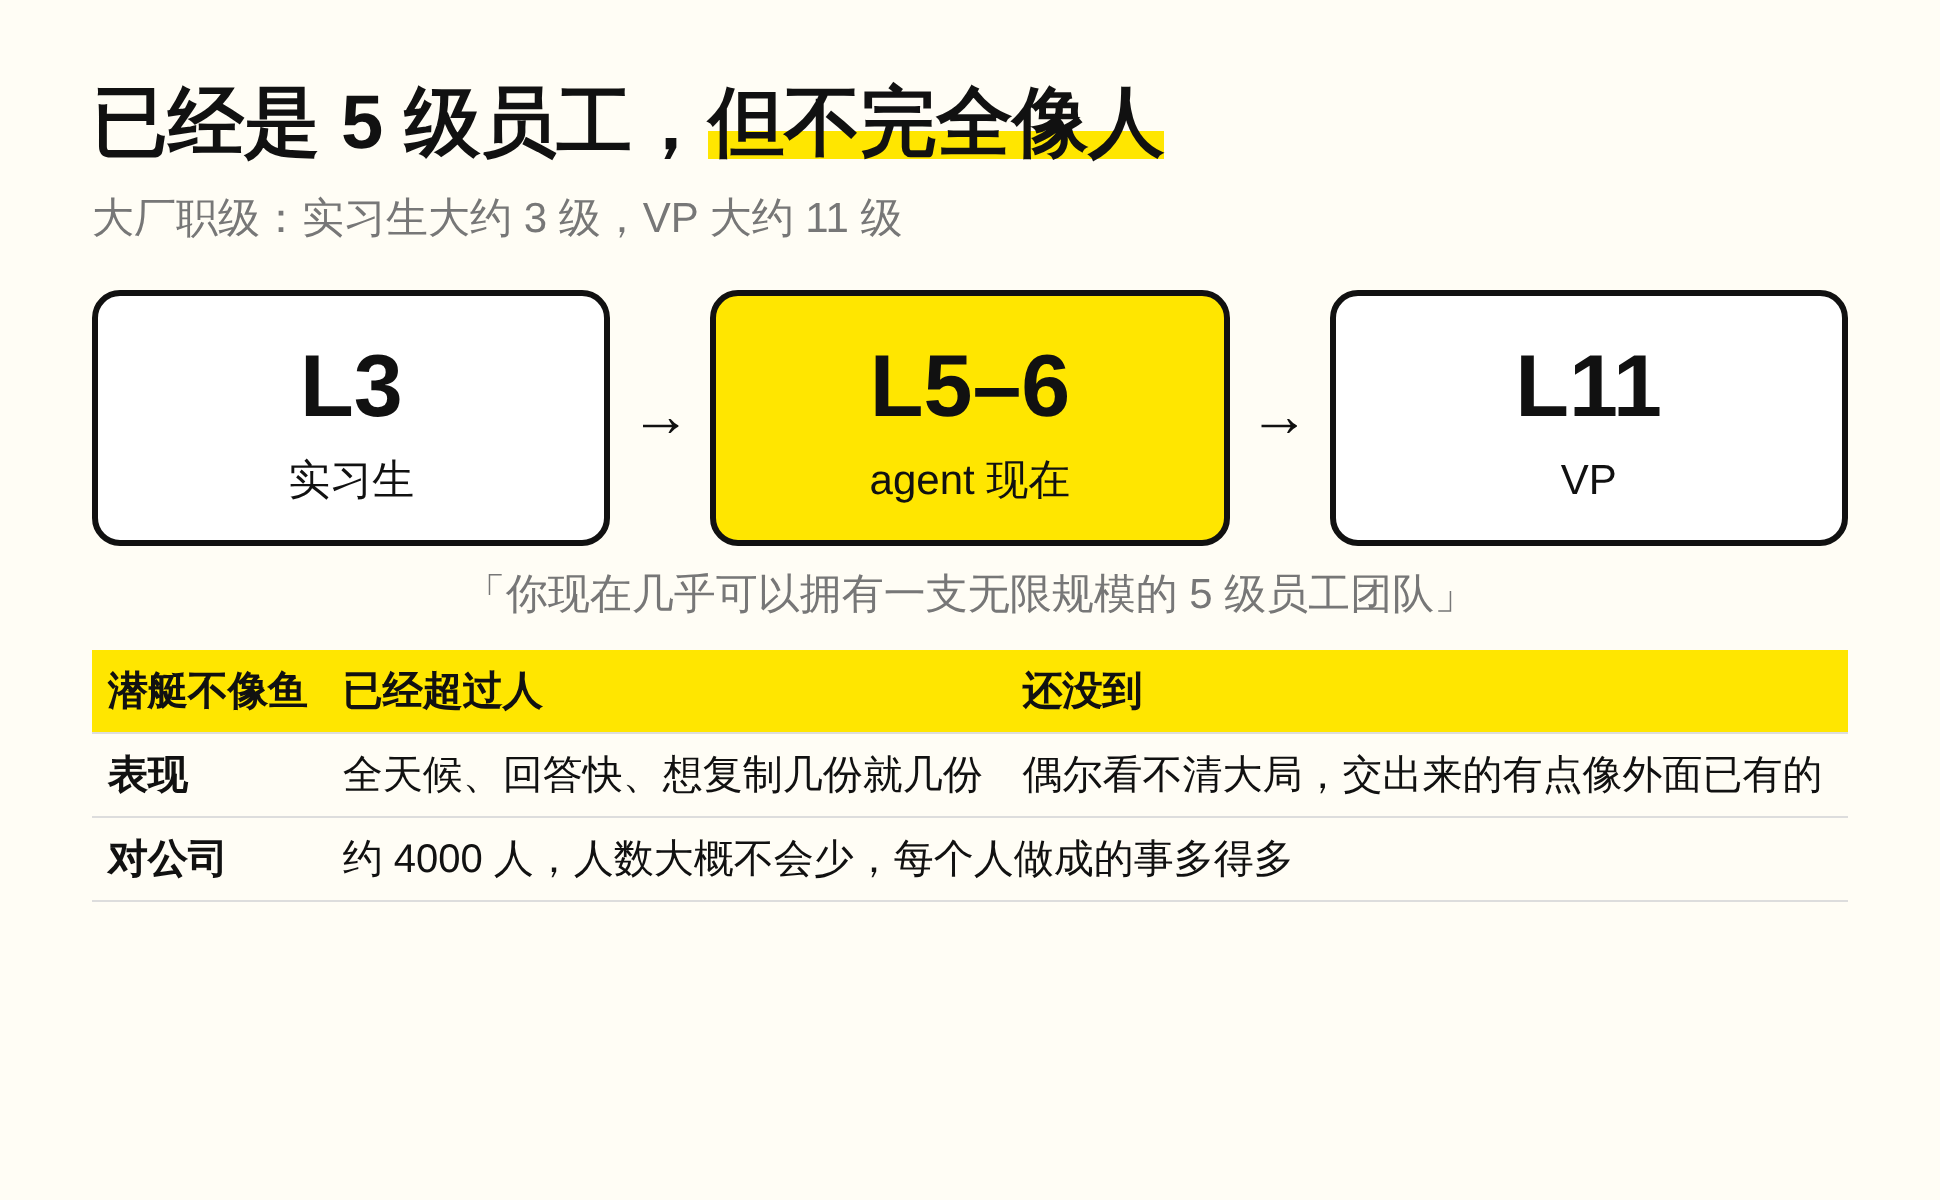 已经是 5 级员工，但不完全像人
大厂职级：实习生大约 3 级，VP 大约 11 级
L3
实习生
→
L5–6
agent 现在
→
L11
VP
「你现在几乎可以拥有一支无限规模的 5 级员工团队」
潜艇不像鱼 已经超过人 还没到
表现 全天候、回答快、想复制几份就几份 偶尔看不清大局，交出来的有点像外面已有的
对公司 约 4000 人，人数大概不会少，每个人做成的事多得多